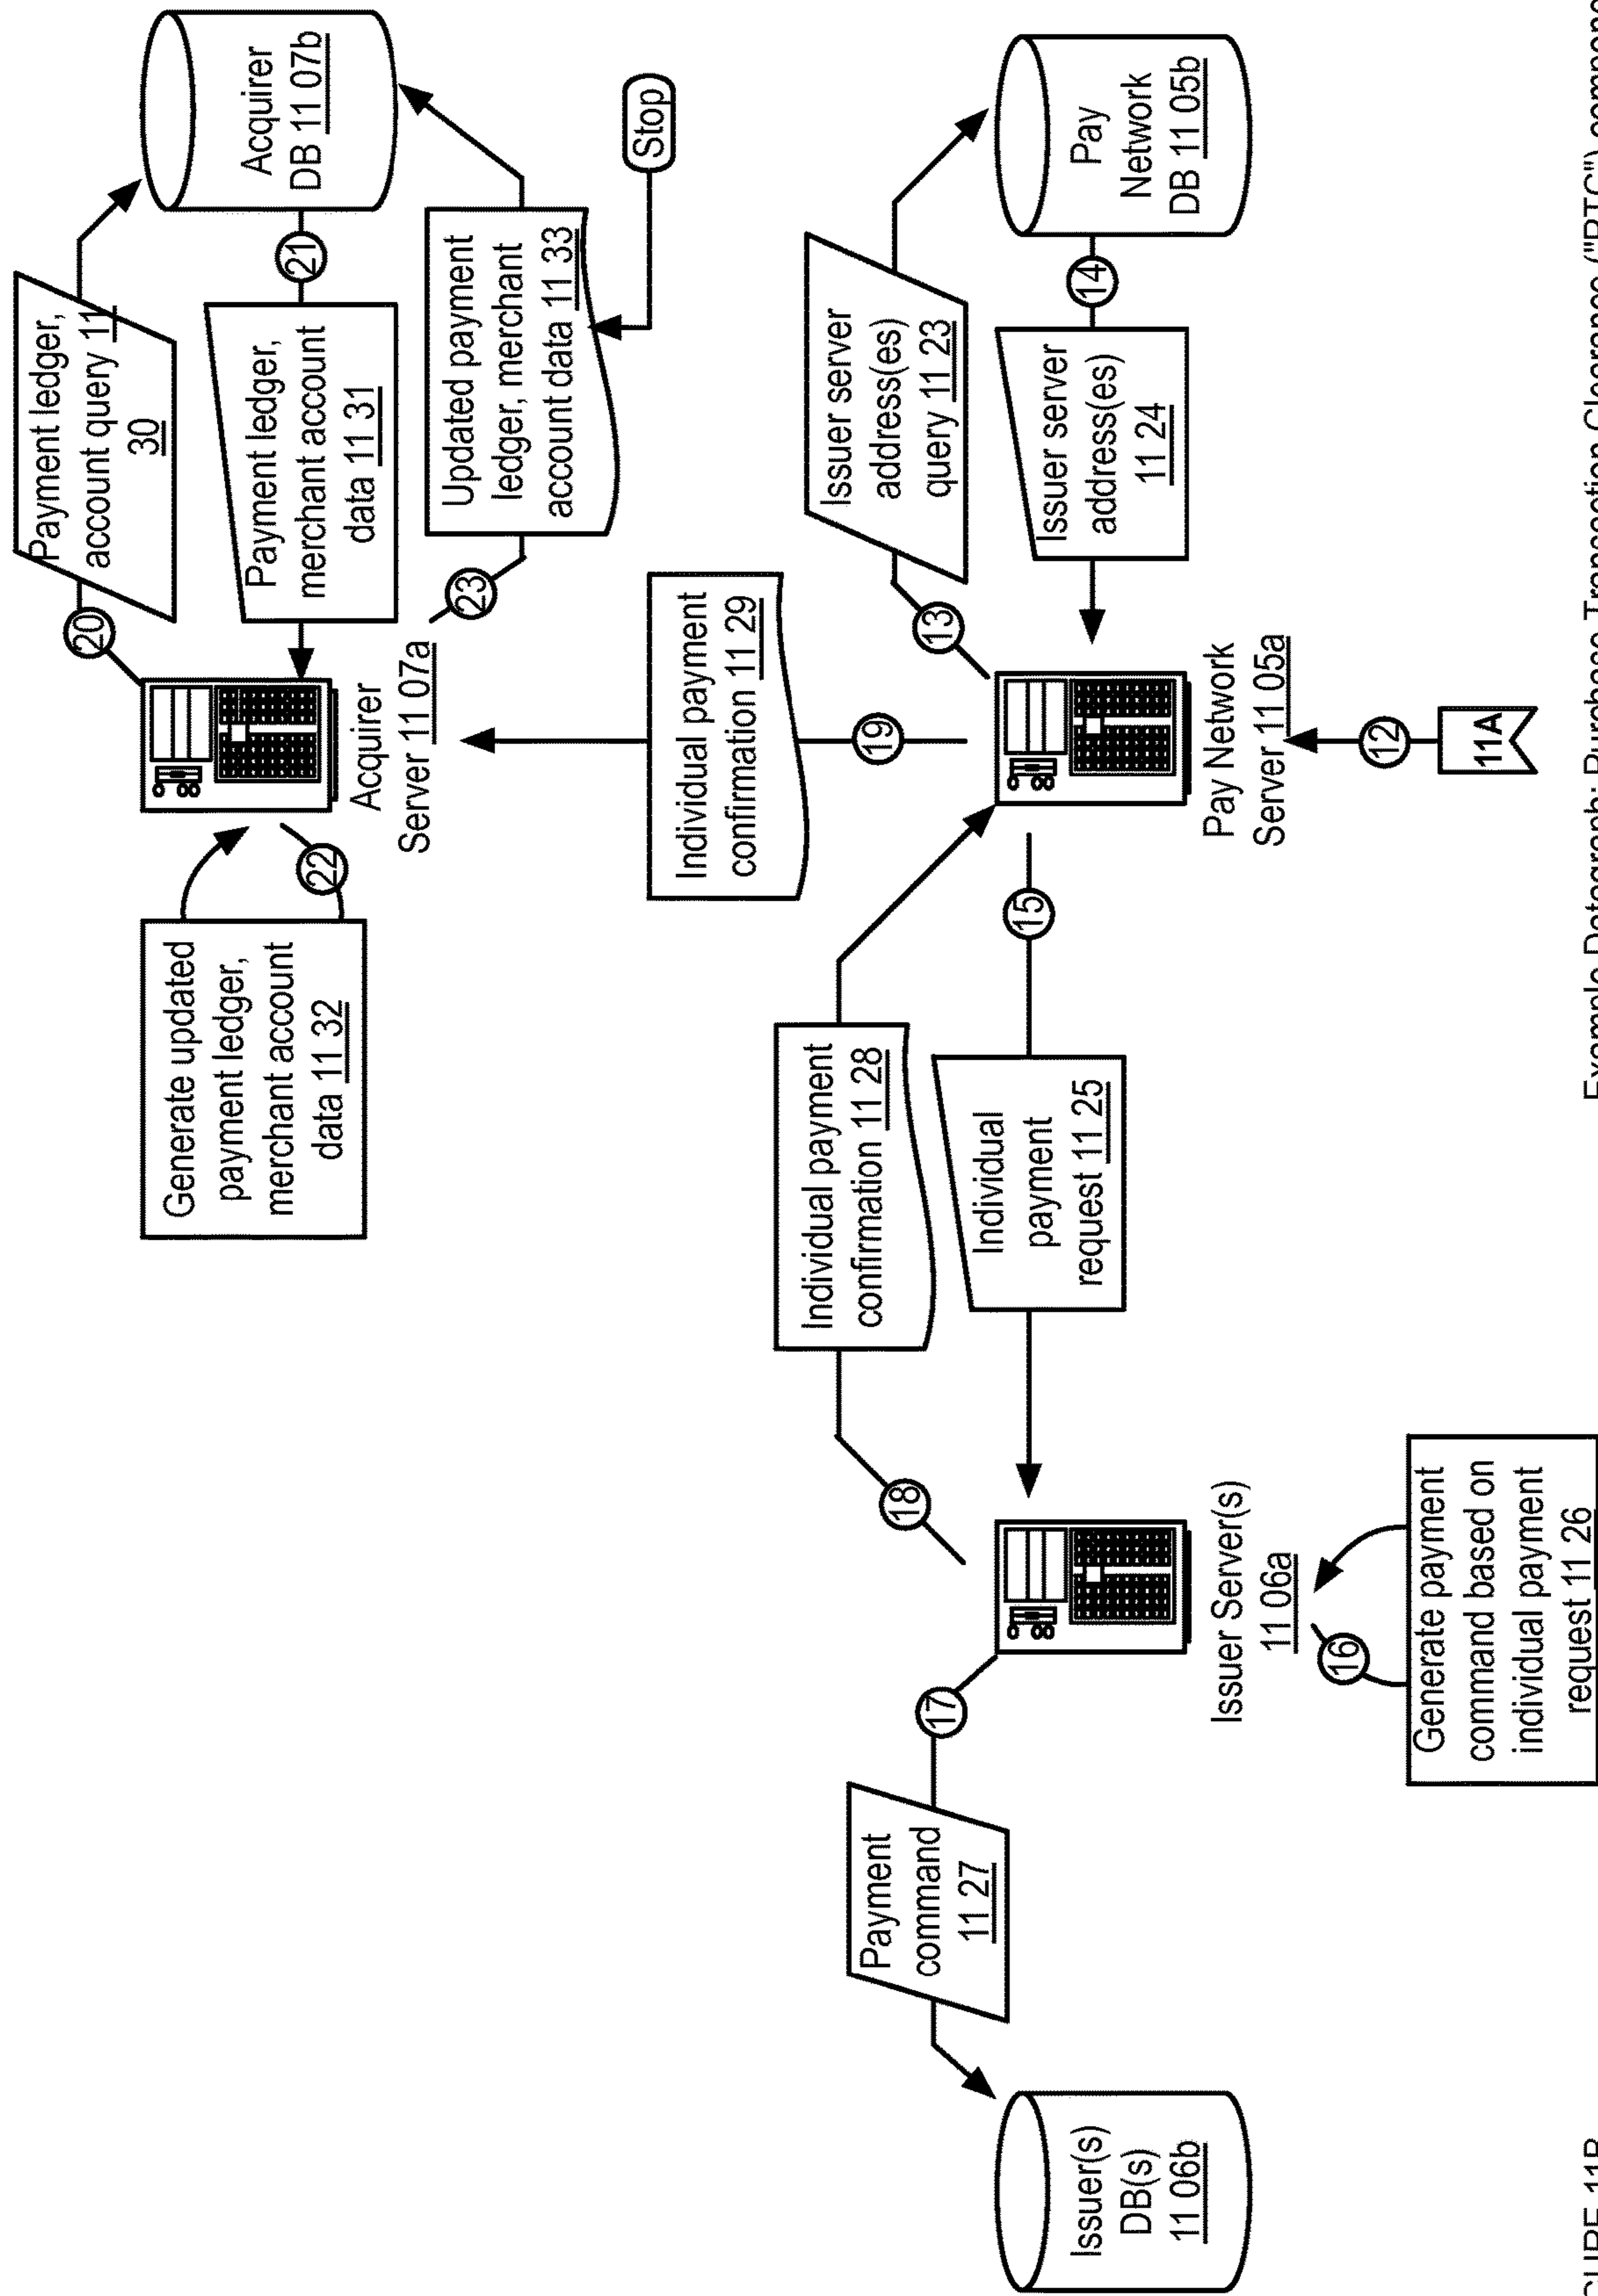 Payment ledger,
account query 11
30
20
Acquirer
DB 11 07b
21
Payment ledger,
merchant account
data 11 31
Generate updated
payment ledger,
merchant account
data 11 32
22
Acquirer
Server 11 07a
23
Updated payment
ledger, merchant
account data 11 33
Stop
Individual payment
confirmation 11 29
19
Individual payment
confirmation 11 28
18
Issuer server
address(es)
query 11 23
13
Payment
command
11 27
17
Individual
payment
request 11 25
15
Issuer server
address(es)
11 24
14
Issuer(s)
DB(s)
11 06b
Issuer Server(s)
11 06a
Pay Network
Server 11 05a
Pay
Network
DB 11 05b
16
12
Generate payment
command based on
individual payment
request 11 26
11A